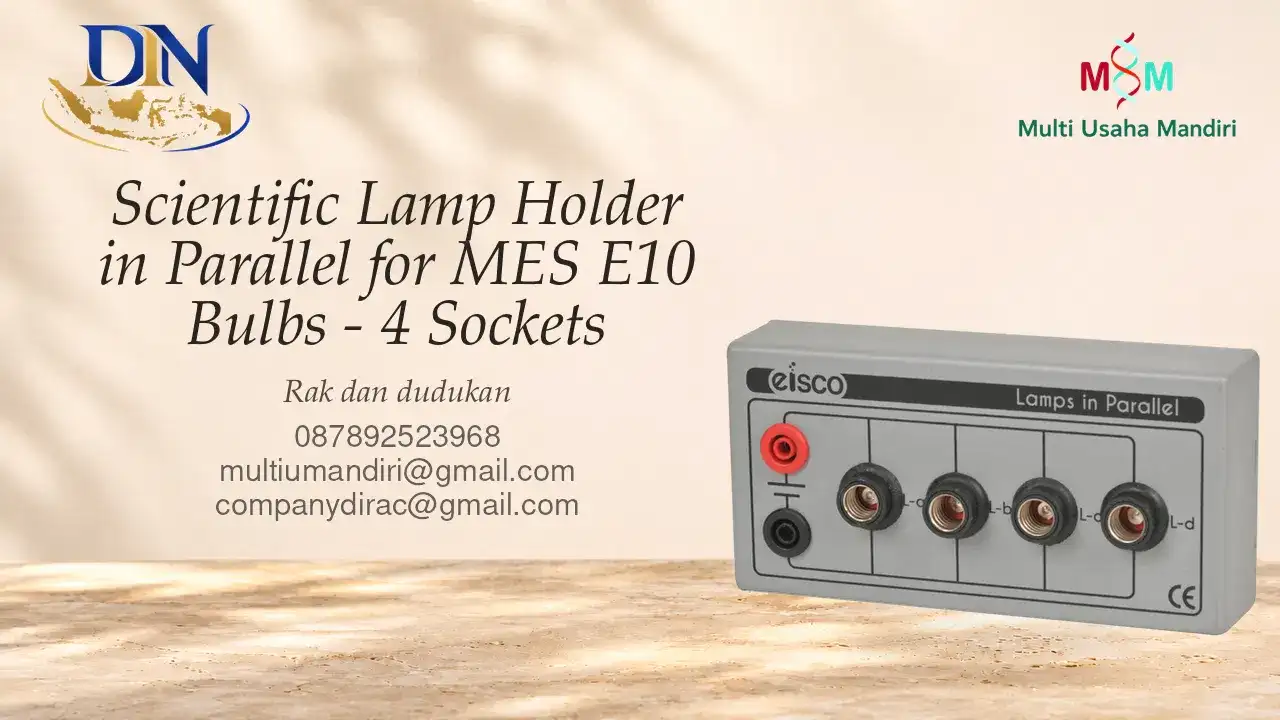 DIN
MSM
Multi Usaha Mandiri
Scientific Lamp Holder
in Parallel for MES E10
Bulbs - 4 Sockets
Rak dan dudukan
087892523968
multiumandiri@gmail.com
companydirac@gmail.com
eisco
Lamps in Parallel
L-b
L-d
CE